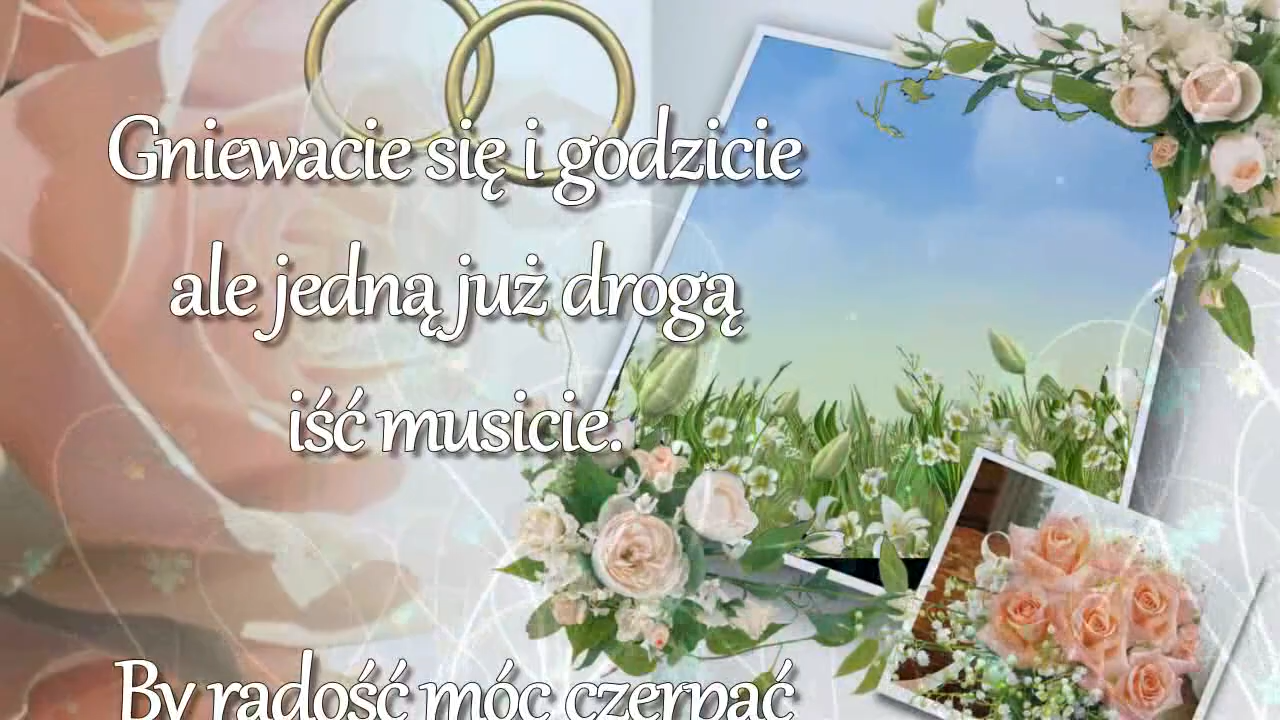 Gniewacie się i godzicie
ale jedną już drogą
iść musicie.
By radość móc czerpać